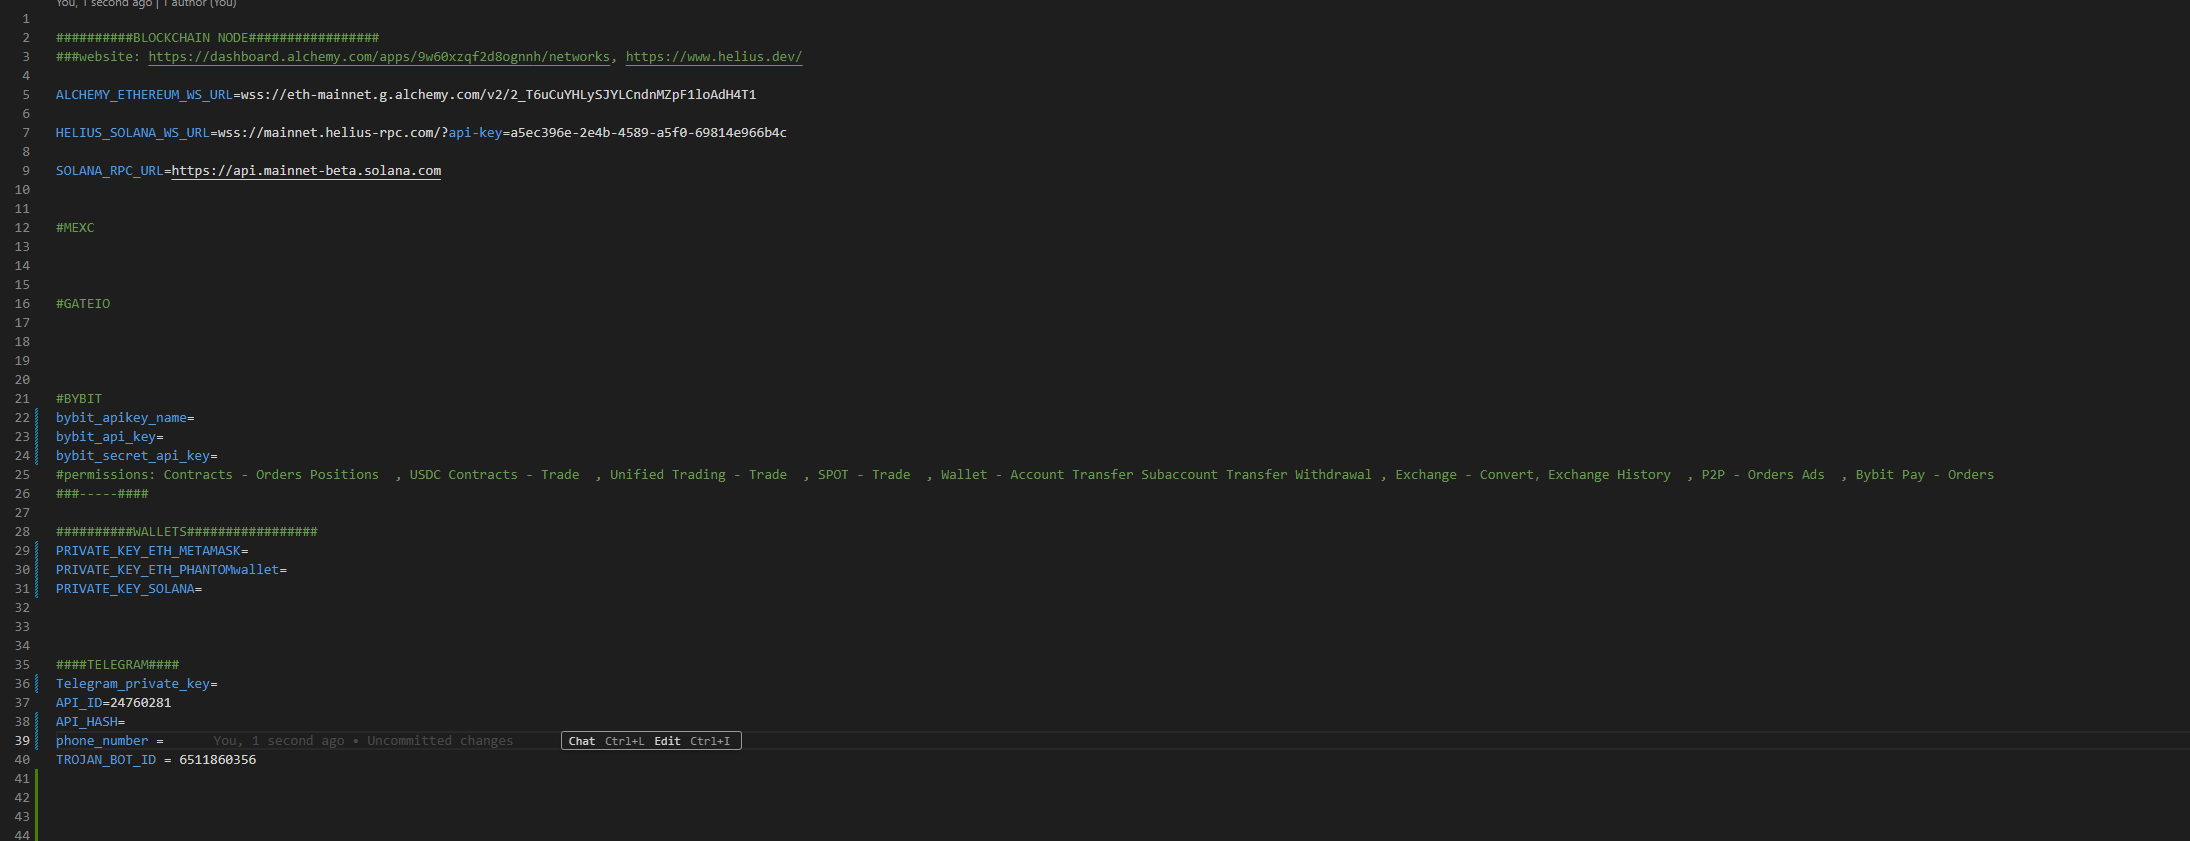 You, 1 second ago | 1 author (You)
1
2 ##########BLOCKCHAIN NODE#################
3 ###website: https://dashboard.alchemy.com/apps/9w60xzqf2d8ognnh/networks, https://www.helius.dev/
4
5 ALCHEMY_ETHEREUM_WS_URL=wss://eth-mainnet.g.alchemy.com/v2/2_T6uCuYHLySJYLCndnMZpF1loAdH4T1
6
7 HELIUS_SOLANA_WS_URL=wss://mainnet.helius-rpc.com/?api-key=a5ec396e-2e4b-4589-a5f0-69814e966b4c
8
9 SOLANA_RPC_URL=https://api.mainnet-beta.solana.com
10
11
12 #MEXC
13
14
15
16 #GATEIO
17
18
19
20
21 #BYBIT
22 bybit_apikey_name=
23 bybit_api_key=
24 bybit_secret_api_key=
25 #permissions: Contracts - Orders Positions  , USDC Contracts - Trade  , Unified Trading - Trade  , SPOT - Trade  , Wallet - Account Transfer Subaccount Transfer Withdrawal , Exchange - Convert, Exchange History  , P2P - Orders Ads  , Bybit Pay - Orders
26 ###-----####
27
28 ##########WALLETS#################
29 PRIVATE_KEY_ETH_METAMASK=
30 PRIVATE_KEY_ETH_PHANTOMwallet=
31 PRIVATE_KEY_SOLANA=
32
33
34
35 ####TELEGRAM####
36 Telegram_private_key=
37 API_ID=24760281
38 API_HASH=
39 phone_number = You, 1 second ago • Uncommitted changes Chat Ctrl+L Edit Ctrl+I
40 TROJAN_BOT_ID = 6511860356
41
42
43
44